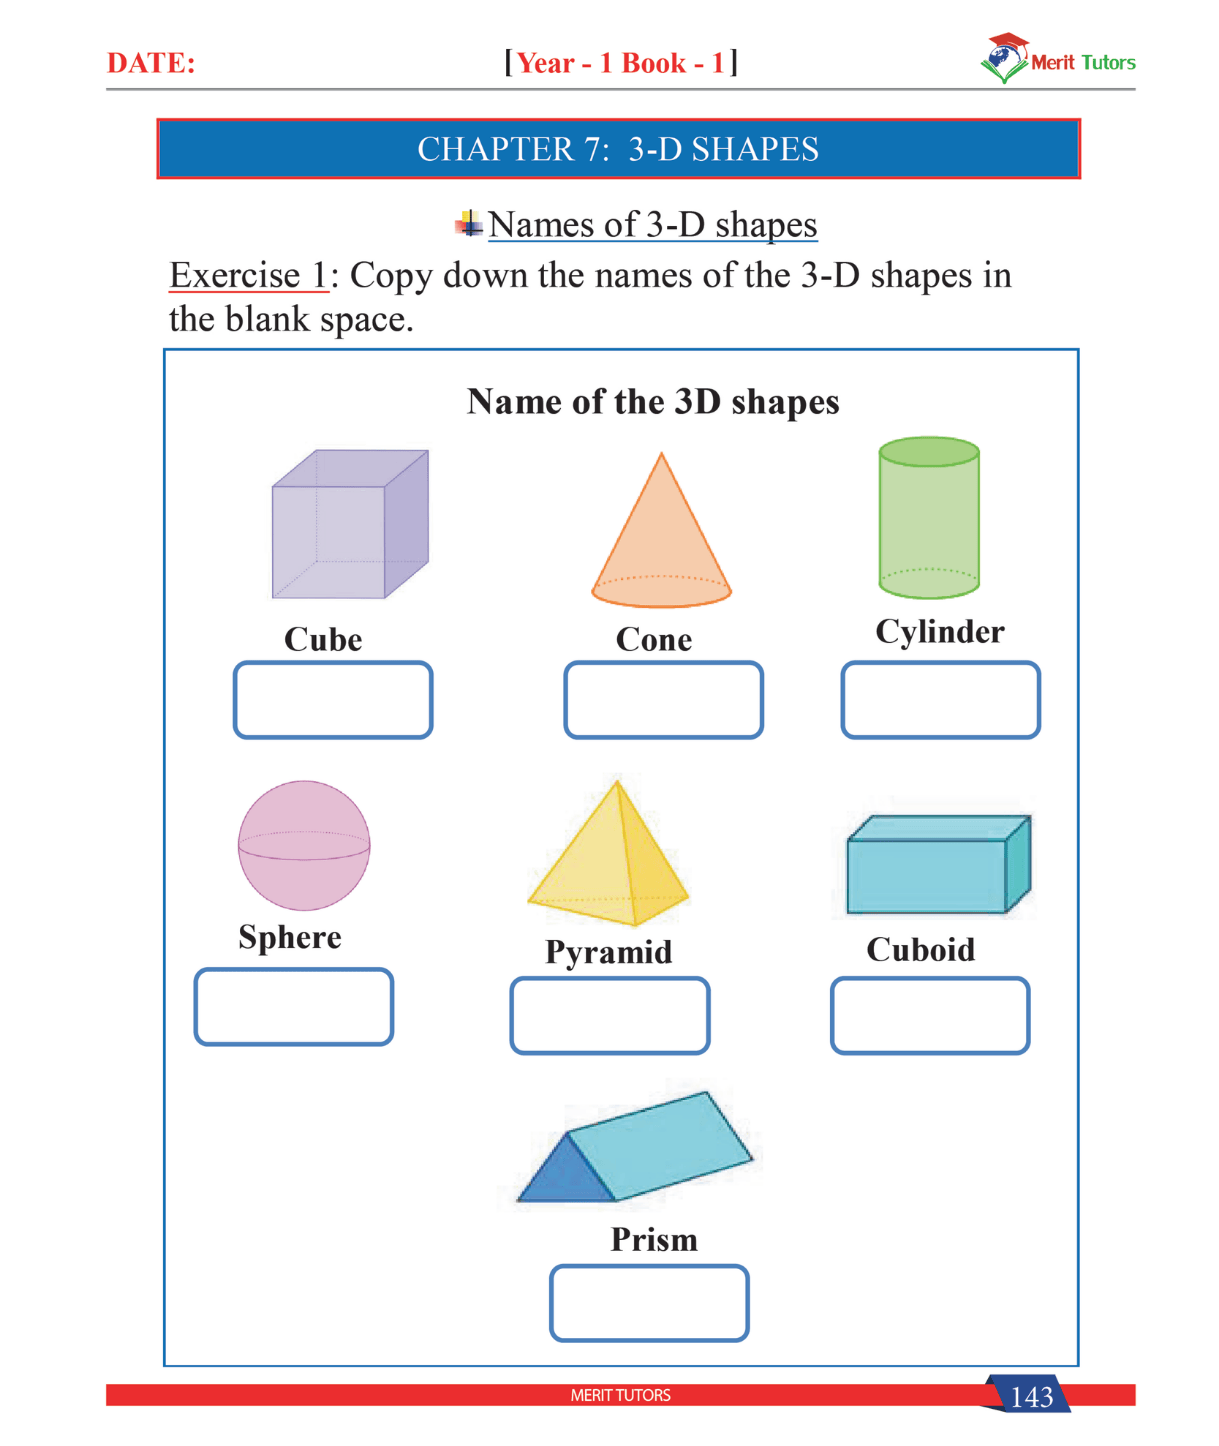 DATE:
[Year - 1 Book - 1]
Merit Tutors
CHAPTER 7: 3-D SHAPES
Names of 3-D shapes
Exercise 1: Copy down the names of the 3-D shapes in
the blank space.
Name of the 3D shapes
Cube
Cone
Cylinder
Sphere
Pyramid
Cuboid
Prism
MERIT TUTORS
143